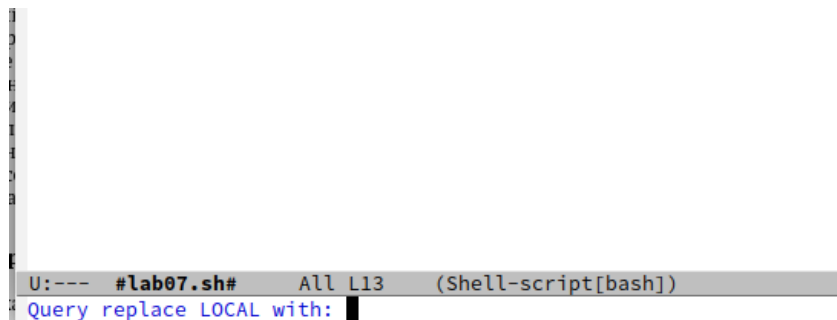 U:--- #lab07.sh# All L13 (Shell-script[bash])
Query replace LOCAL with: